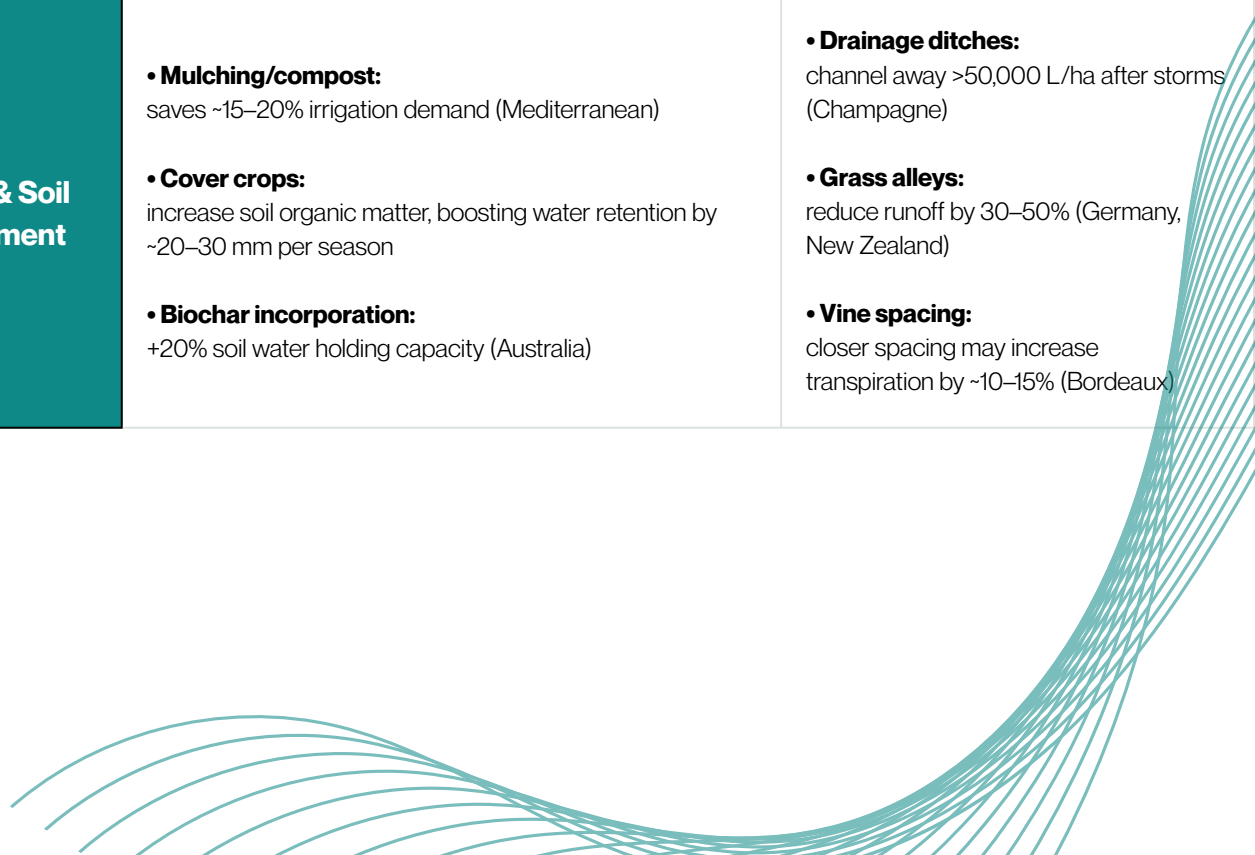 & Soil
ment
• Mulching/compost:
saves ~15–20% irrigation demand (Mediterranean)
• Cover crops:
increase soil organic matter, boosting water retention by
~20–30 mm per season
• Biochar incorporation:
+20% soil water holding capacity (Australia)
• Drainage ditches:
channel away >50,000 L/ha after storms
(Champagne)
• Grass alleys:
reduce runoff by 30–50% (Germany,
New Zealand)
• Vine spacing:
closer spacing may increase
transpiration by ~10–15% (Bordeaux)